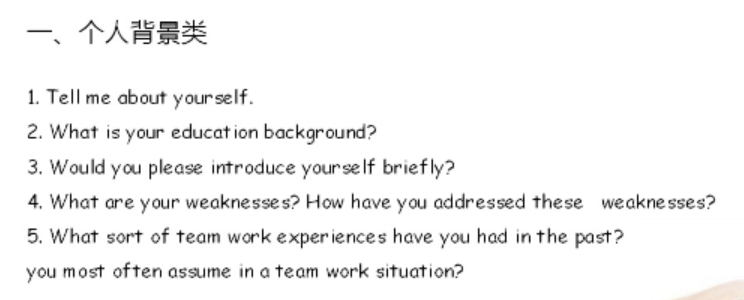 一、个人背景类
1. Tell me about yourself.
2. What is your education background?
3. Would you please introduce yourself briefly?
4. What are your weaknesses? How have you addressed these weaknesses?
5. What sort of team work experiences have you had in the past?
you most often assume in a team work situation?